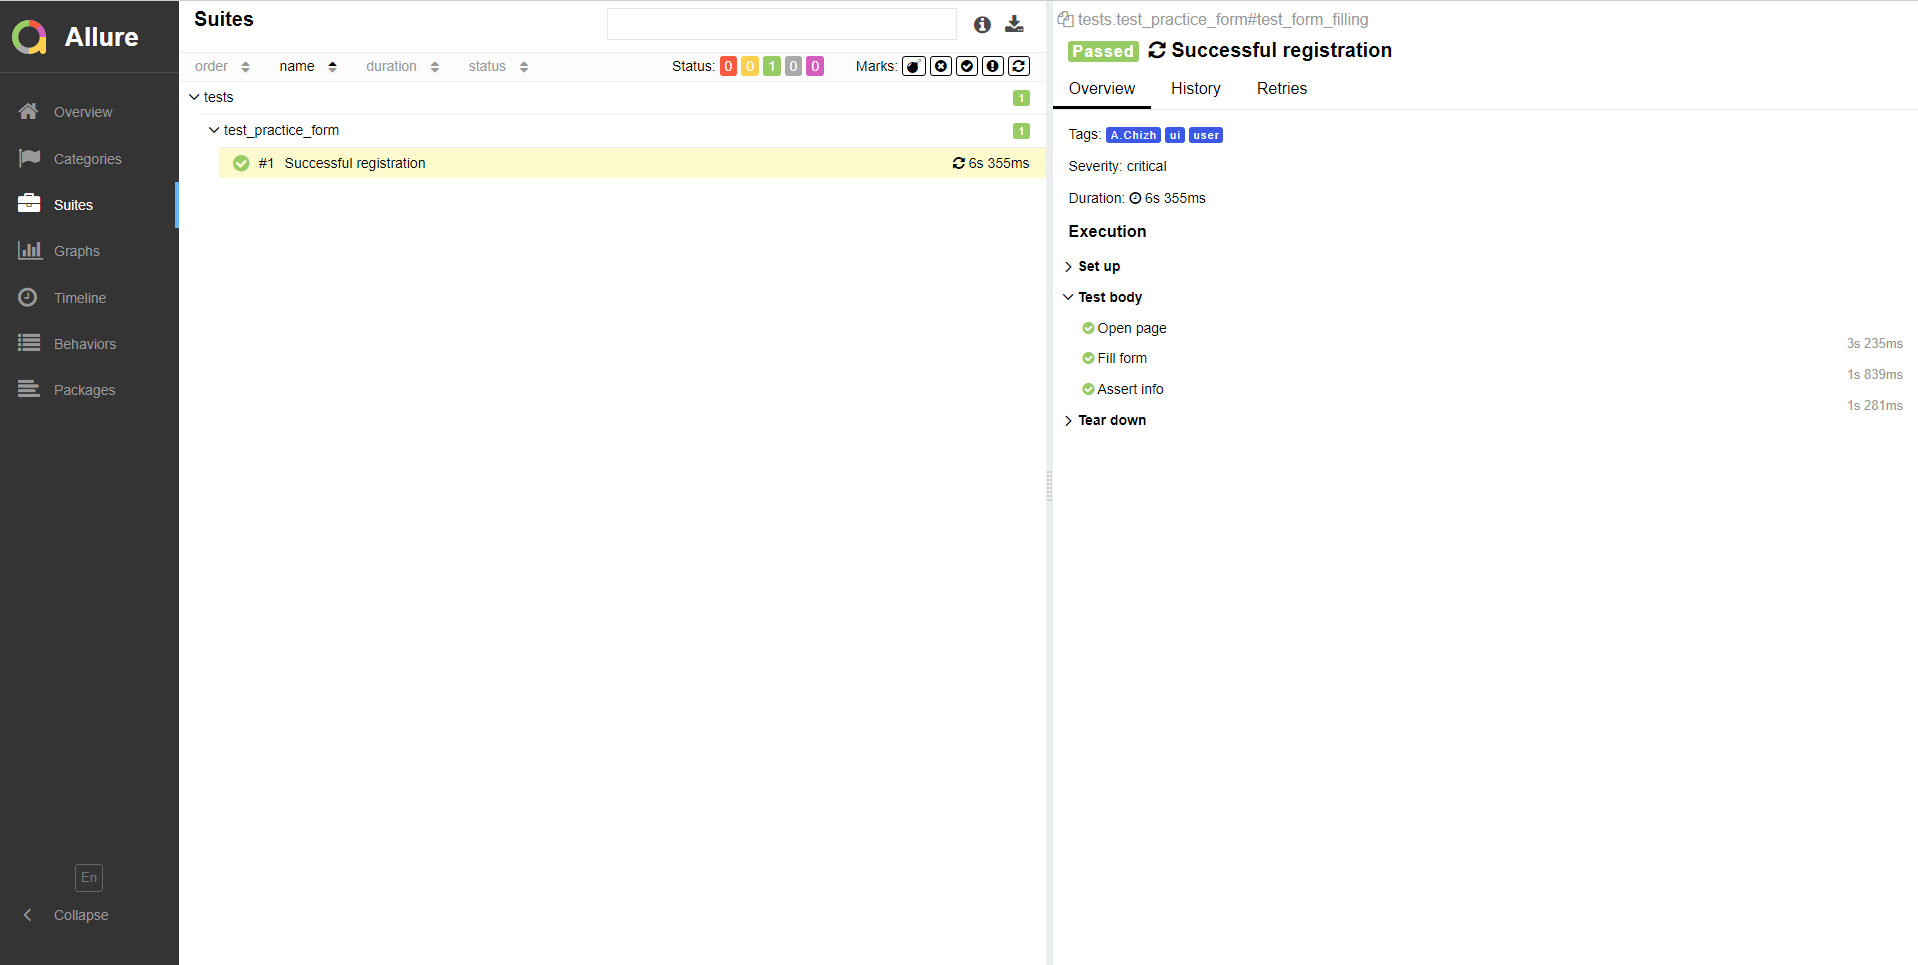 Allure
Overview
Categories
Suites
Graphs
Timeline
Behaviors
Packages
En
Collapse
Suites
order name duration status Status: 0 0 1 0 0 Marks:
tests 1
test_practice_form 1
#1 Successful registration 6s 355ms
tests.test_practice_form#test_form_filling
Passed Successful registration
Overview History Retries
Tags: A.Chizh ui user
Severity: critical
Duration: 6s 355ms
Execution
Set up
Test body
Open page
3s 235ms
Fill form
1s 839ms
Assert info
1s 281ms
Tear down